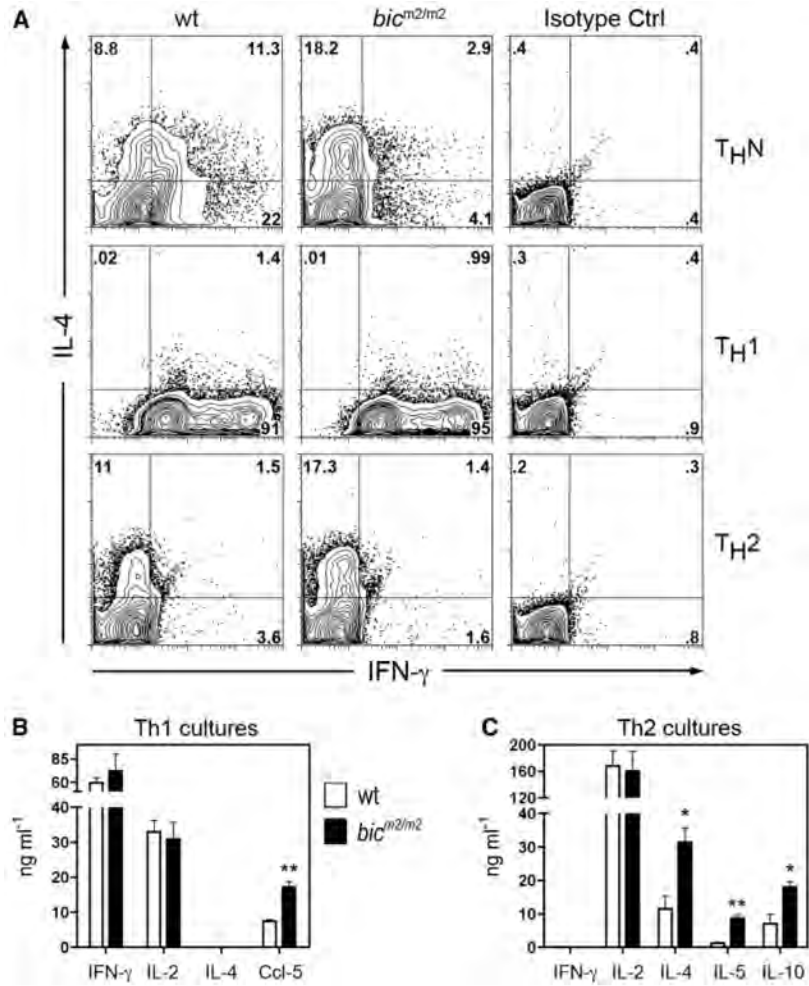 A
wt
bic^m2/m2
Isotype Ctrl
8.8
11.3
22
18.2
2.9
4.1
.4
.4
.4
T_HN
.02
1.4
91
.01
.99
95
.3
.4
.9
T_H1
11
1.5
3.6
17.3
1.4
1.6
.2
.3
.8
T_H2
IL-4
IFN-γ
B
Th1 cultures
ng ml⁻¹
85
60
40
30
20
10
0
**
IFN-γ
IL-2
IL-4
Ccl-5
wt
bic^m2/m2
C
Th2 cultures
ng ml⁻¹
200
160
120
40
30
20
10
0
*
**
*
IFN-γ
IL-2
IL-4
IL-5
IL-10